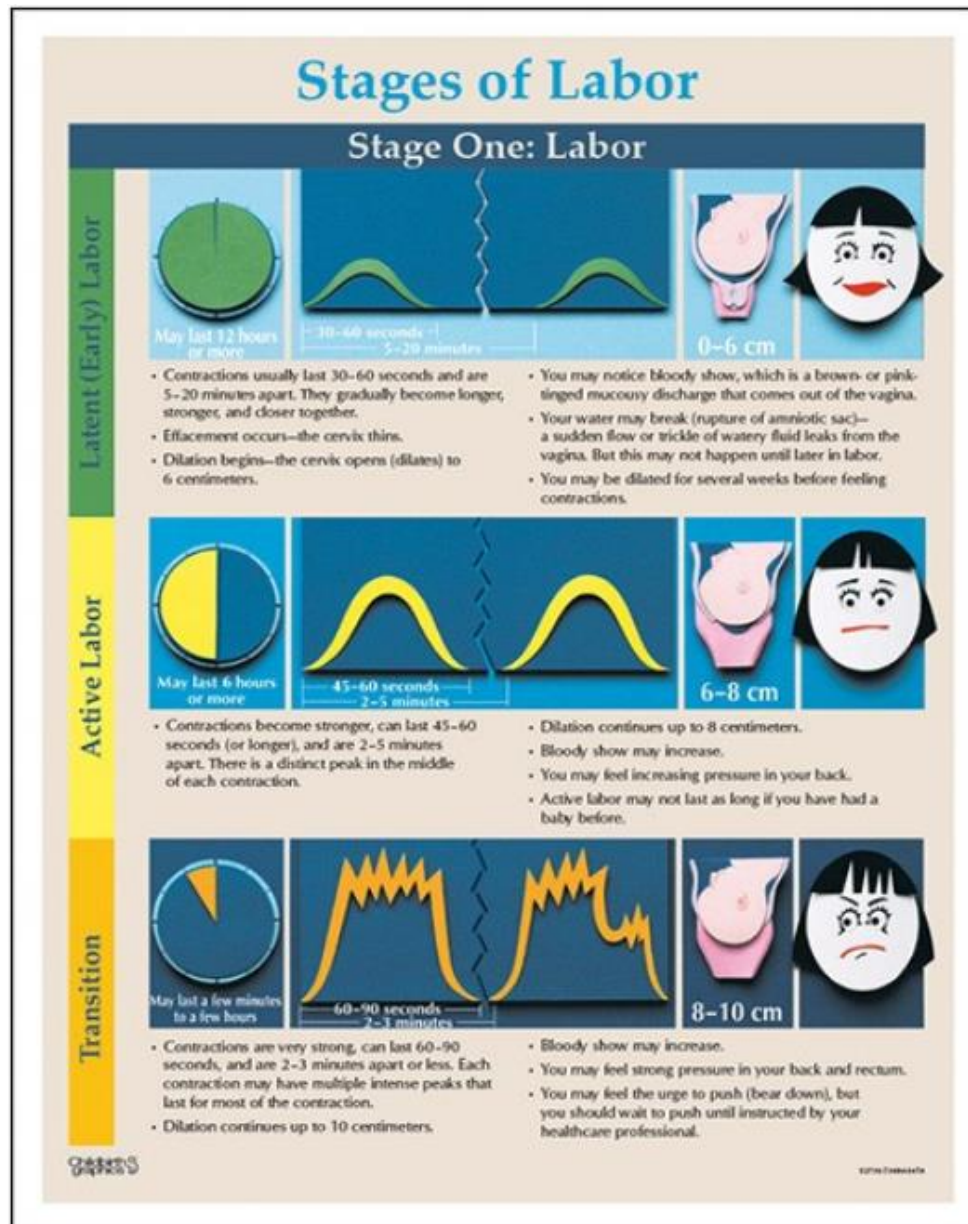 Stages of Labor
Stage One: Labor
Latent (Early) Labor
May last 12 hours
or more
30–60 seconds
5–20 minutes
0–6 cm
• Contractions usually last 30–60 seconds and are
5–20 minutes apart. They gradually become longer,
stronger, and closer together.
• Effacement occurs—the cervix thins.
• Dilation begins—the cervix opens (dilates) to
6 centimeters.
• You may notice bloody show, which is a brown- or pink-
tinged mucousy discharge that comes out of the vagina.
• Your water may break (rupture of amniotic sac)—
a sudden flow or trickle of watery fluid leaks from the
vagina. But this may not happen until later in labor.
• You may be dilated for several weeks before feeling
contractions.
Active Labor
May last 6 hours
or more
45–60 seconds
2–5 minutes
6–8 cm
• Contractions become stronger, can last 45–60
seconds (or longer), and are 2–5 minutes
apart. There is a distinct peak in the middle
of each contraction.
• Dilation continues up to 8 centimeters.
• Bloody show may increase.
• You may feel increasing pressure in your back.
• Active labor may not last as long if you have had a
baby before.
Transition
May last a few minutes
to a few hours
60–90 seconds
2–3 minutes
8–10 cm
• Contractions are very strong, can last 60–90
seconds, and are 2–3 minutes apart or less. Each
contraction may have multiple intense peaks that
last for most of the contraction.
• Dilation continues up to 10 centimeters.
• Bloody show may increase.
• You may feel strong pressure in your back and rectum.
• You may feel the urge to push (bear down), but
you should wait to push until instructed by your
healthcare professional.
Childbirth
graphics